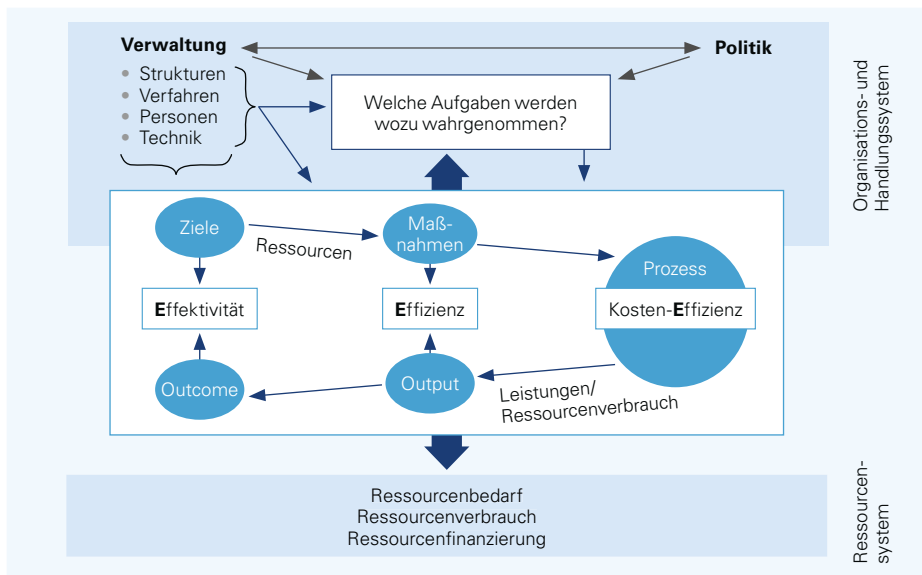 Verwaltung
Politik
Strukturen
Verfahren
Personen
Technik
Welche Aufgaben werden
wozu wahrgenommen?
Organisations- und
Handlungssystem
Ziele
Ressourcen
Maß-
nahmen
Prozess
Effektivität
Effizienz
Kosten-Effizienz
Outcome
Output
Leistungen/
Ressourcenverbrauch
Ressourcenbedarf
Ressourcenverbrauch
Ressourcenfinanzierung
Ressourcen-
system